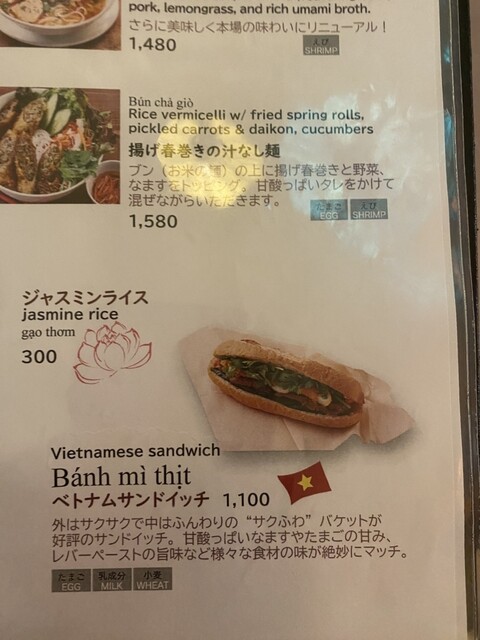 pork, lemongrass, and rich umami broth.
さらに美味しく本場の味わいにリニューアル！
1,480
えび
SHRIMP
Bún chả giò
Rice vermicelli w/ fried spring rolls,
pickled carrots & daikon, cucumbers
揚げ春巻きの汁なし麺
ブン（お米の麺）の上に揚げ春巻きと野菜、
なますをトッピング。甘酸っぱいタレをかけて
混ぜながらいただきます。
たまご えび
EGG SHRIMP
1,580
ジャスミンライス
jasmine rice
gạo thơm
300
Vietnamese sandwich
Bánh mì thịt
ベトナムサンドイッチ 1,100
外はサクサクで中はふんわりの“サクふわ”バケットが
好評のサンドイッチ。甘酸っぱいなますやたまごの甘み、
レバーペーストの旨味など様々な食材の味が絶妙にマッチ。
たまご 乳成分 小麦
EGG MILK WHEAT